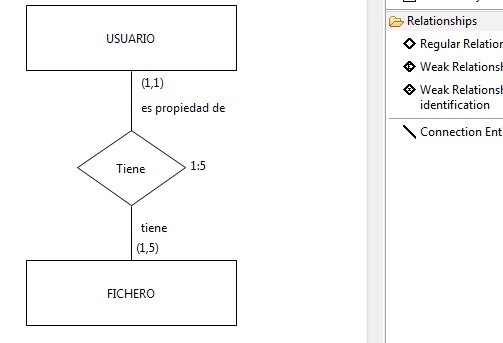 USUARIO
(1,1)
es propiedad de
Tiene
1:5
tiene
(1,5)
FICHERO
Relationships
Regular Relation
Weak Relationsh
Weak Relationsh
identification
Connection Ent